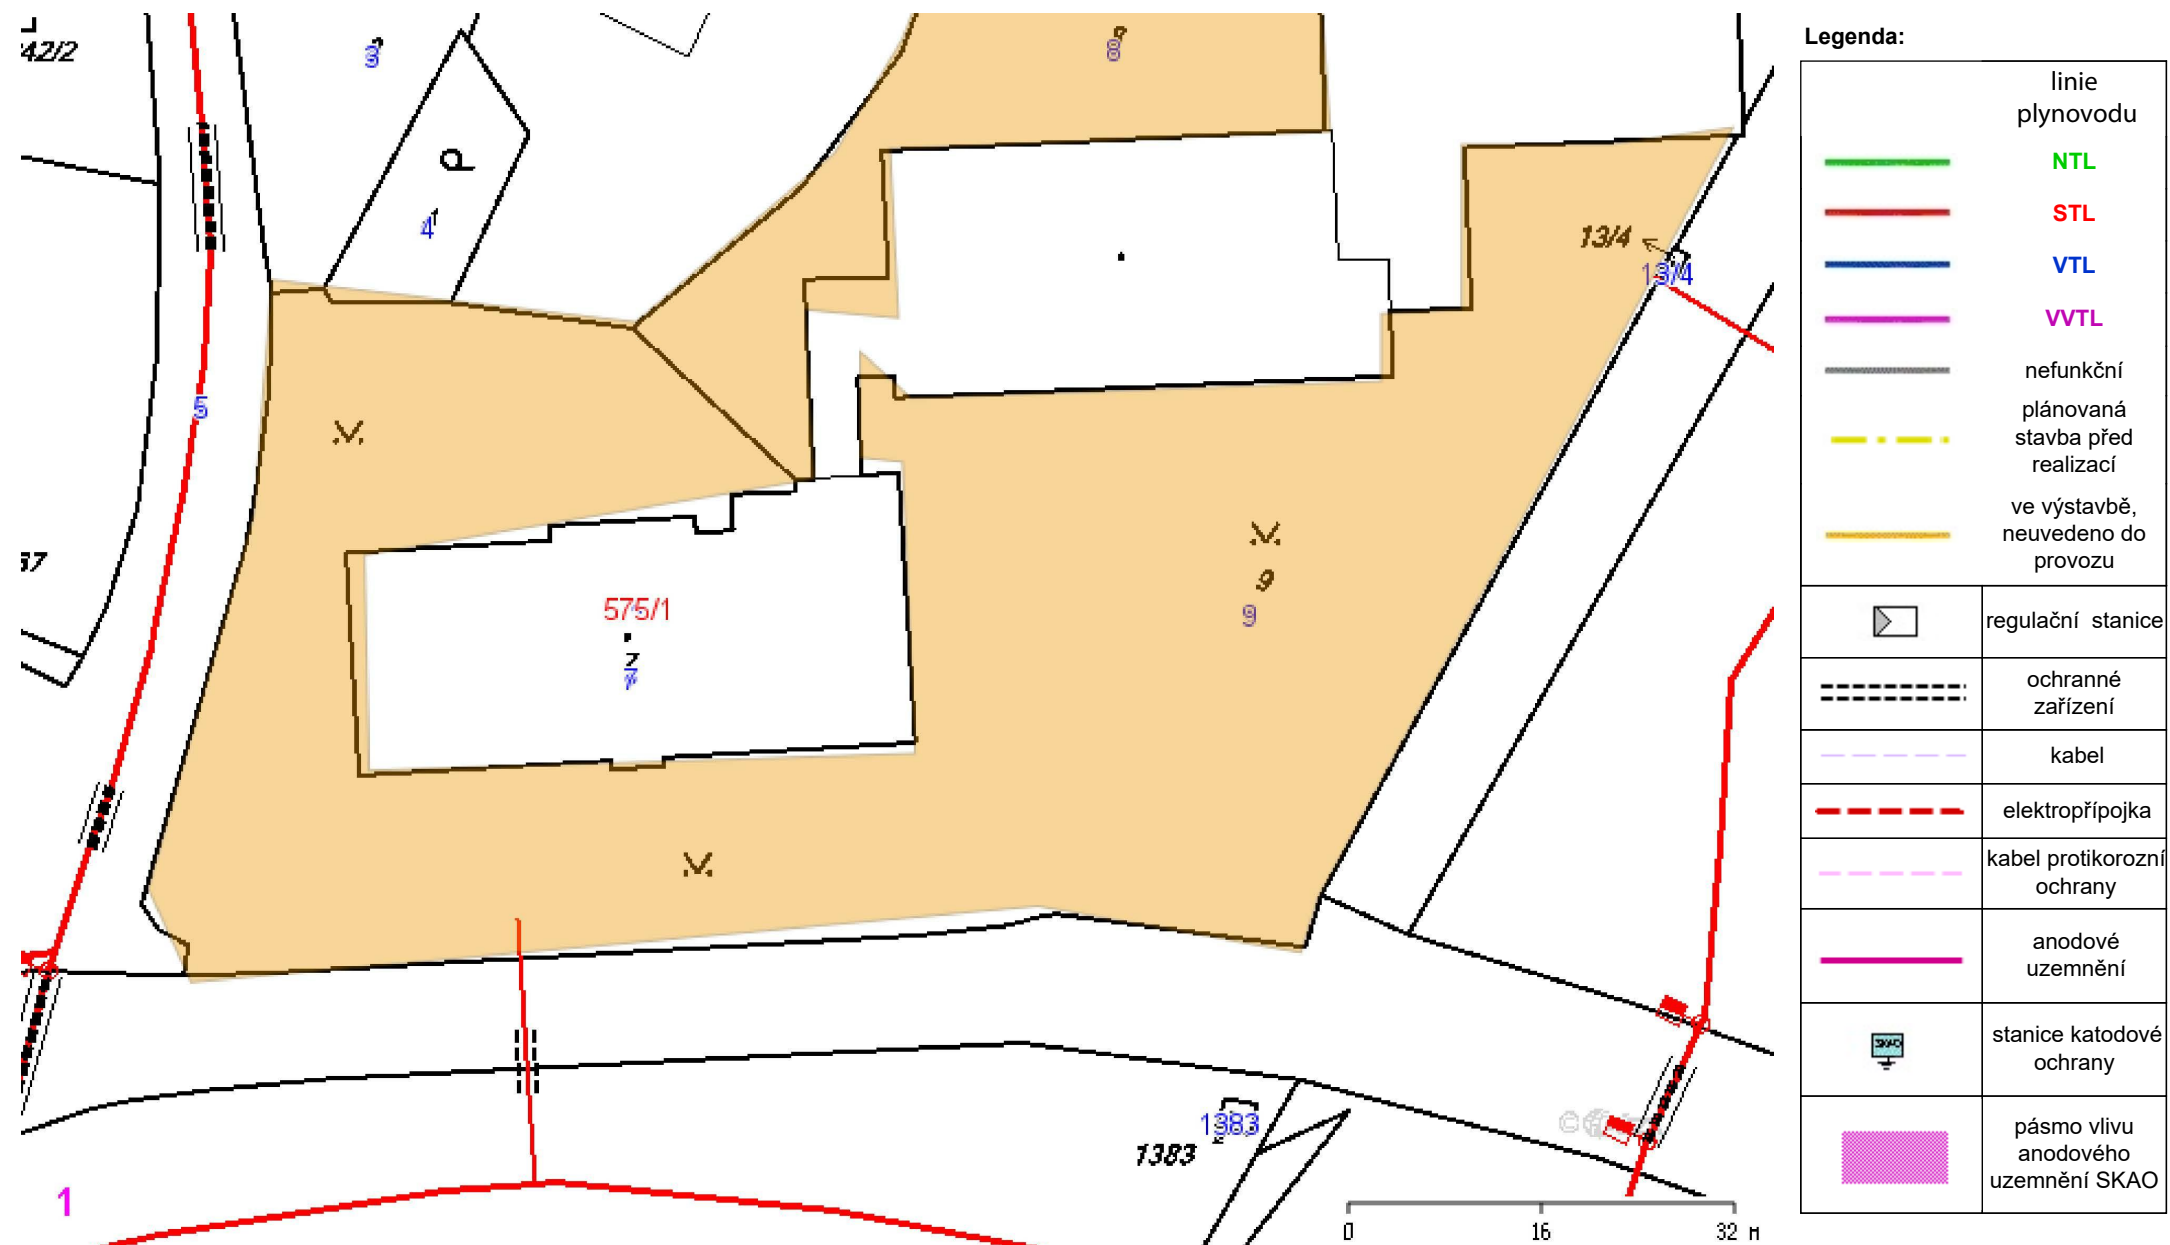 42/2
3
8
4
13/4
13/4
5
57
9
9
575/1
7
7
1383
1383
1
0 16 32 M
Legenda:
linie
plynovodu
NTL
STL
VTL
VVTL
nefunkční
plánovaná
stavba před
realizací
ve výstavbě,
neuvedeno do
provozu
regulační stanice
ochranné
zařízení
kabel
elektropřípojka
kabel protikorozní
ochrany
anodové
uzemnění
SKAO
stanice katodové
ochrany
pásmo vlivu
anodového
uzemnění SKAO